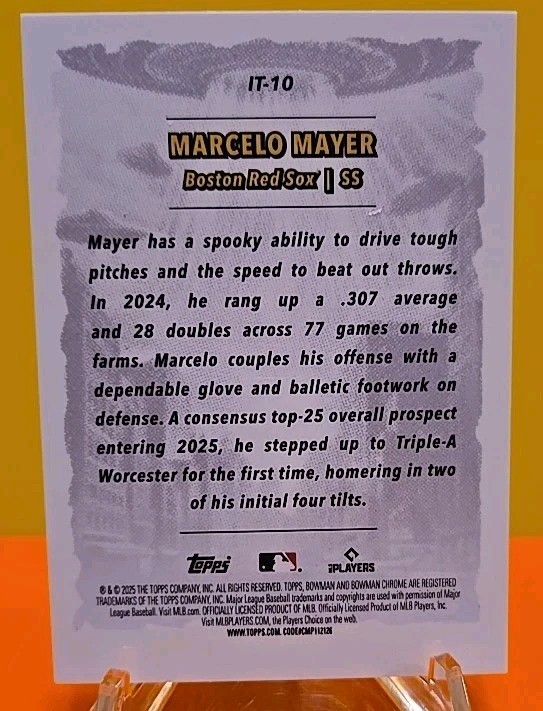 IT-10
MARCELO MAYER
Boston Red Sox | SS
Mayer has a spooky ability to drive tough
pitches and the speed to beat out throws.
In 2024, he rang up a .307 average
and 28 doubles across 77 games on the
farms. Marcelo couples his offense with a
dependable glove and balletic footwork on
defense. A consensus top-25 overall prospect
entering 2025, he stepped up to Triple-A
Worcester for the first time, homering in two
of his initial four tilts.
topps PLAYERS
® & © 2025 THE TOPPS COMPANY, INC. ALL RIGHTS RESERVED. TOPPS, BOWMAN AND BOWMAN CHROME ARE REGISTERED
TRADEMARKS OF THE TOPPS COMPANY, INC. Major League Baseball trademarks and copyrights are used with permission of Major
League Baseball. Visit MLB.com. OFFICIALLY LICENSED PRODUCT OF MLB. Officially Licensed Product of MLB Players, Inc.
Visit MLBPLAYERS.COM, the Players Choice on the web.
WWW.TOPPS.COM. CODE#CMP112126